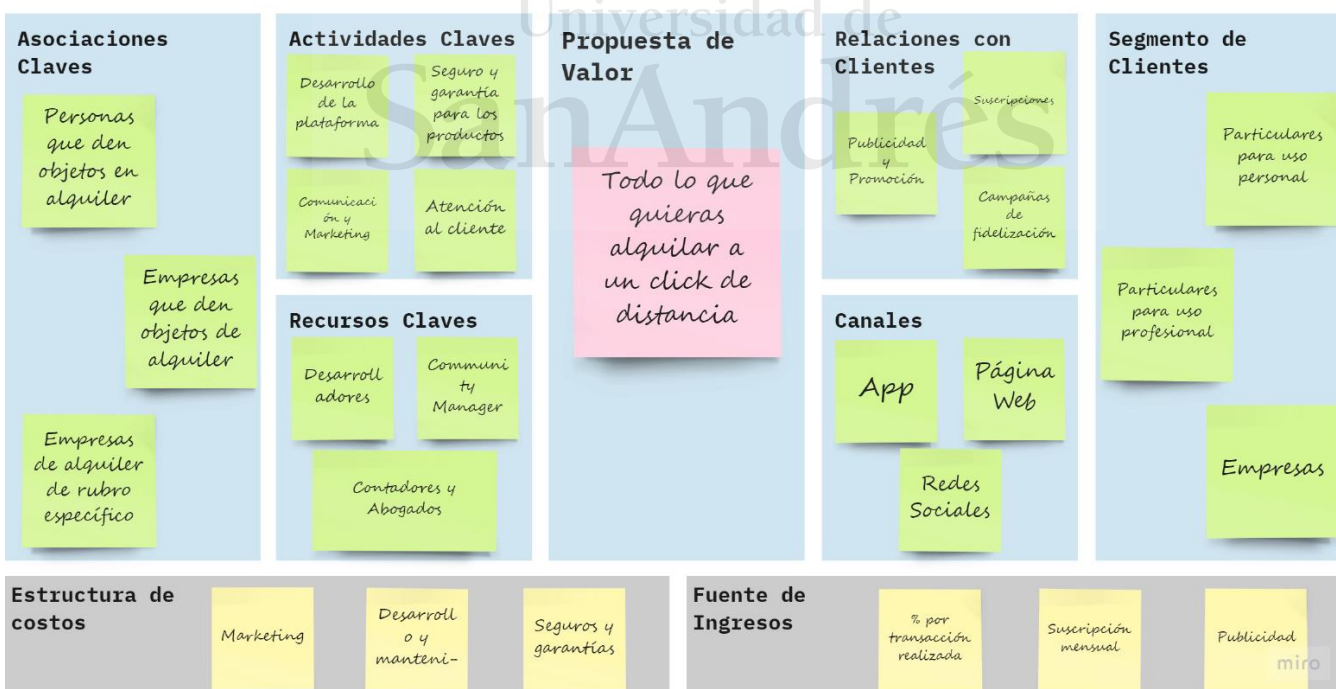 Universidad de
SanAndrés
Asociaciones
Claves
Personas
que den
objetos en
alquiler
Empresas
que den
objetos de
alquiler
Empresas
de alquiler
de rubro
específico
Actividades Claves
Desarrollo
de la
plataforma
Seguro y
garantía
para los
productos
Comunicaci
ón y
Marketing
Atención
al cliente
Recursos Claves
Desarroll
adores
Communi
ty
Manager
Contadores y
Abogados
Propuesta de
Valor
Todo lo que
quieras
alquilar a
un click de
distancia
Relaciones con
Clientes
Suscripciones
Publicidad
y
Promoción
Campañas
de
fidelización
Canales
App
Página
Web
Redes
Sociales
Segmento de
Clientes
Particulares
para uso
personal
Particulares
para uso
profesional
Empresas
Estructura de
costos
Marketing
Desarroll
o y
manteni-
Seguros y
garantías
Fuente de
Ingresos
% por
transacción
realizada
Suscripción
mensual
Publicidad
miro